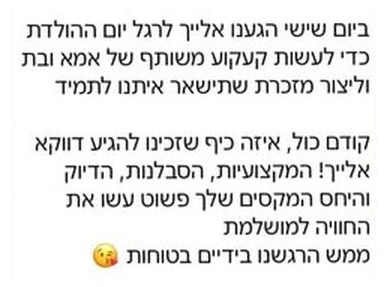 ביום שישי הגענו אלייך לרגל יום ההולדת
כדי לעשות קעקוע משותף של אמא ובת
וליצור מזכרת שתישאר איתנו לתמיד
קודם כול, איזה כיף שזכינו להגיע דווקא
אלייך! המקצועיות, הסבלנות, הדיוק
והיחס המקסים שלך פשוט עשו את
החוויה למושלמת
ממש הרגשנו בידיים בטוחות 😘